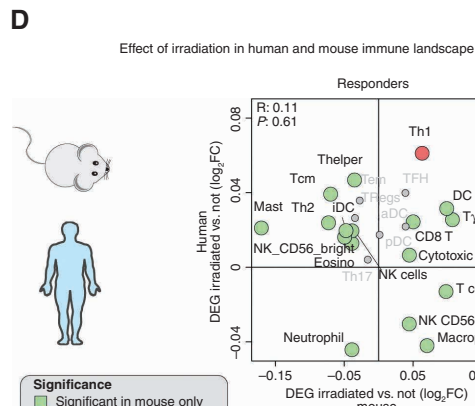 D
Effect of irradiation in human and mouse immune landscape
Responders
R: 0.11
P: 0.61
Th1
Thelper
Tem
TFH
Tcm
TRegs
DC
Mast
Th2
iDC
aDC
CD8 T
pDC
NK_CD56_bright
Cytotoxic
Eosino
Th17
NK cells
T c
NK CD56
Neutrophil
Macrop
0.08
0.04
0
−0.04
Human
DEG irradiated vs. not (log2FC)
−0.15
−0.05
0.05
DEG irradiated vs. not (log2FC)
mouse
Significance
Significant in mouse only